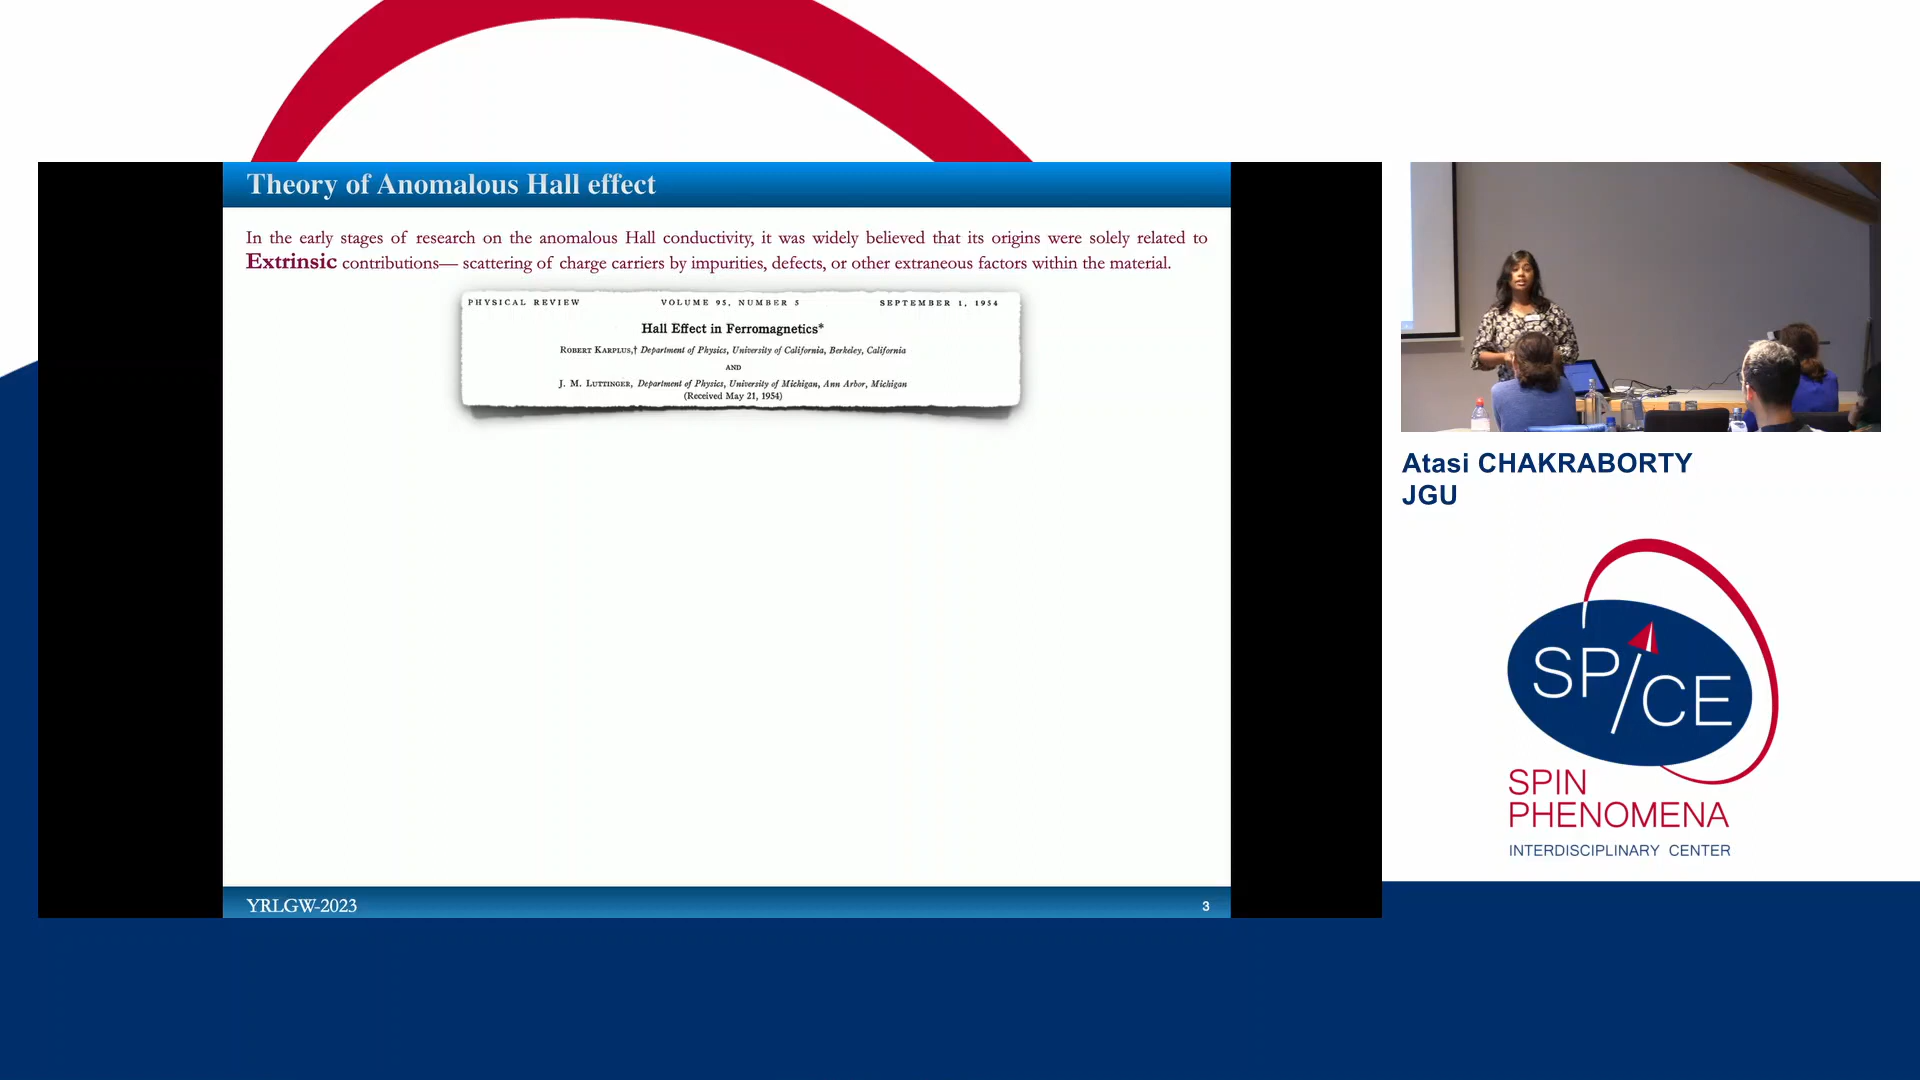 Theory of Anomalous Hall effect
In the early stages of research on the anomalous Hall conductivity, it was widely believed that its origins were solely related to
Extrinsic contributions— scattering of charge carriers by impurities, defects, or other extraneous factors within the material.
PHYSICAL REVIEW VOLUME 95, NUMBER 5 SEPTEMBER 1, 1954
Hall Effect in Ferromagnetics*
ROBERT KARPLUS,† Department of Physics, University of California, Berkeley, California
AND
J. M. LUTTINGER, Department of Physics, University of Michigan, Ann Arbor, Michigan
(Received May 21, 1954)
YRLGW-2023
3
Atasi CHAKRABORTY
JGU
SPICE
SPIN
PHENOMENA
INTERDISCIPLINARY CENTER